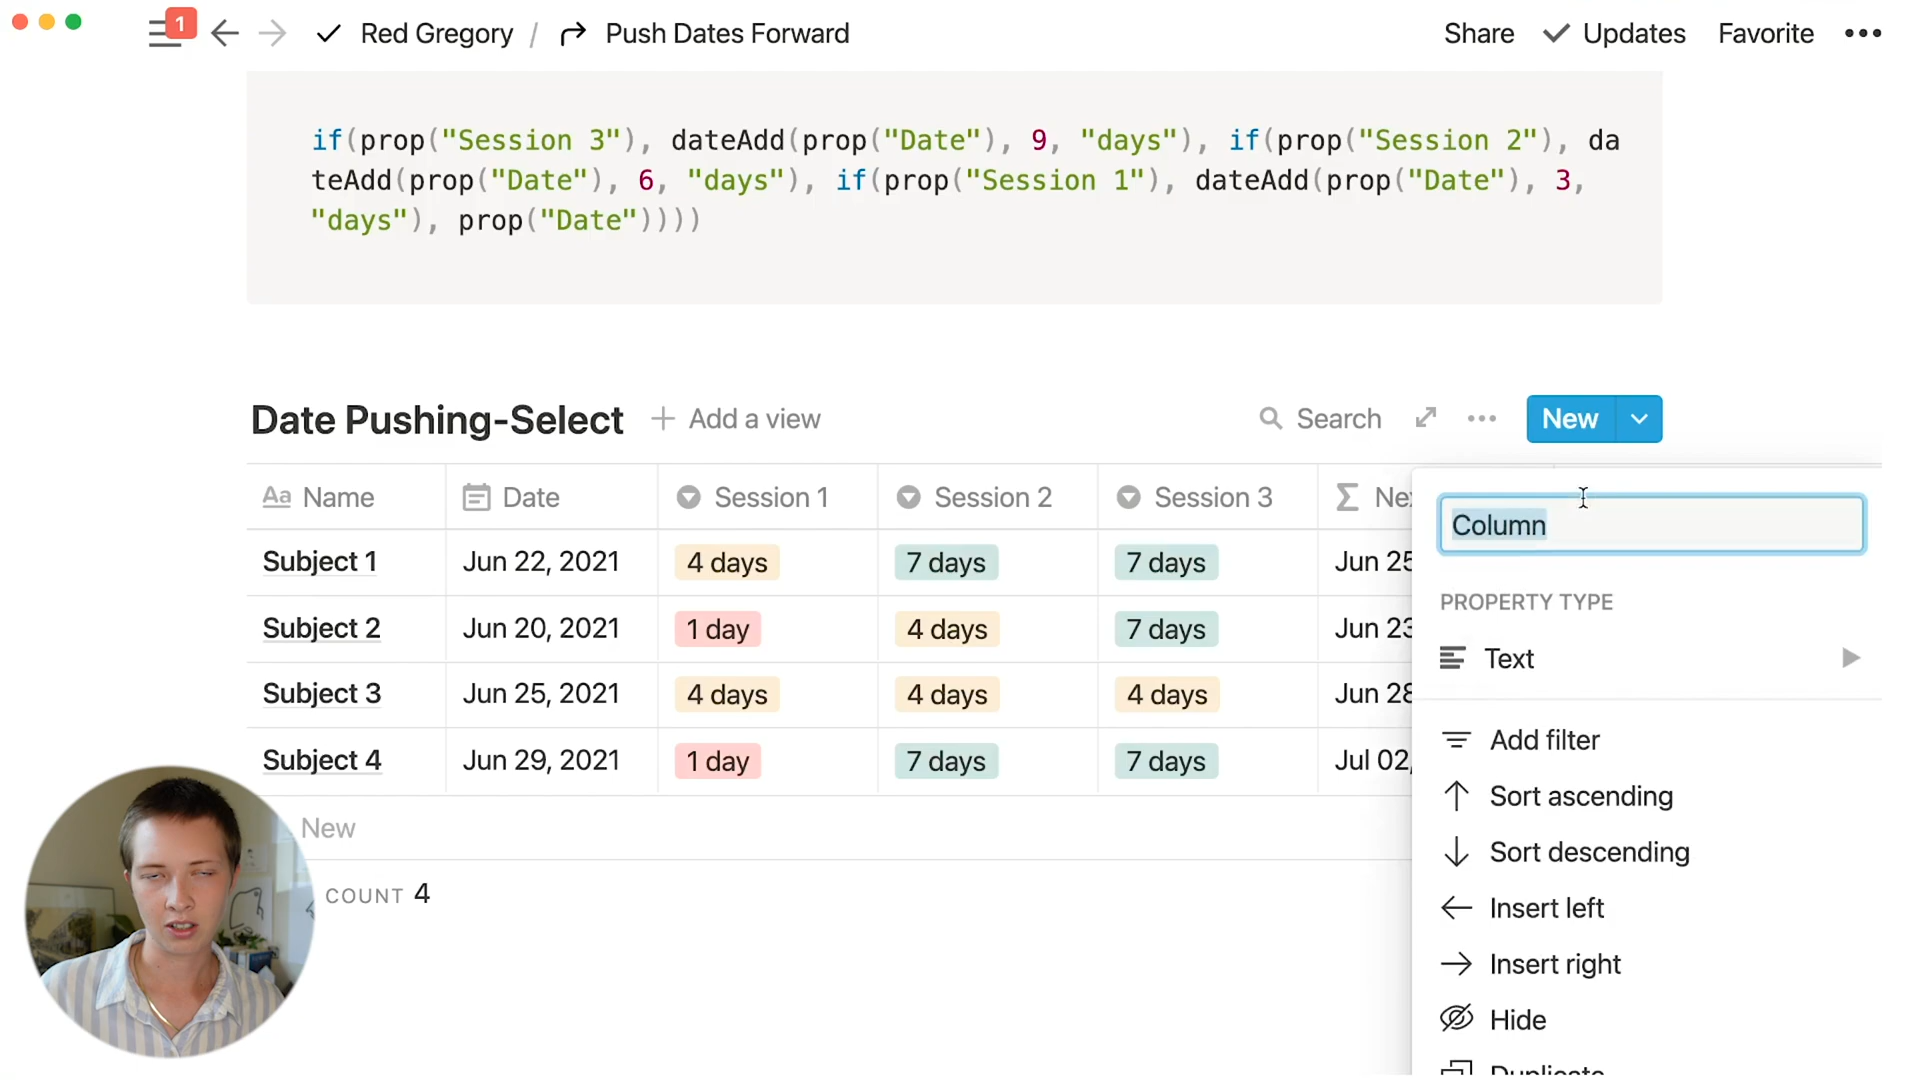 1
Red Gregory / Push Dates Forward
Share Updates Favorite
if(prop("Session 3"), dateAdd(prop("Date"), 9, "days"), if(prop("Session 2"), da
teAdd(prop("Date"), 6, "days"), if(prop("Session 1"), dateAdd(prop("Date"), 3,
"days"), prop("Date"))))
Date Pushing-Select + Add a view
Search
New
Aa Name Date Session 1 Session 2 Session 3 Σ
Subject 1 Jun 22, 2021 4 days 7 days 7 days Jun 25
Subject 2 Jun 20, 2021 1 day 4 days 7 days Jun 23
Subject 3 Jun 25, 2021 4 days 4 days 4 days Jun 28
Subject 4 Jun 29, 2021 1 day 7 days 7 days Jul 02,
New
COUNT 4
Column
PROPERTY TYPE
Text
Add filter
Sort ascending
Sort descending
Insert left
Insert right
Hide
Duplicate